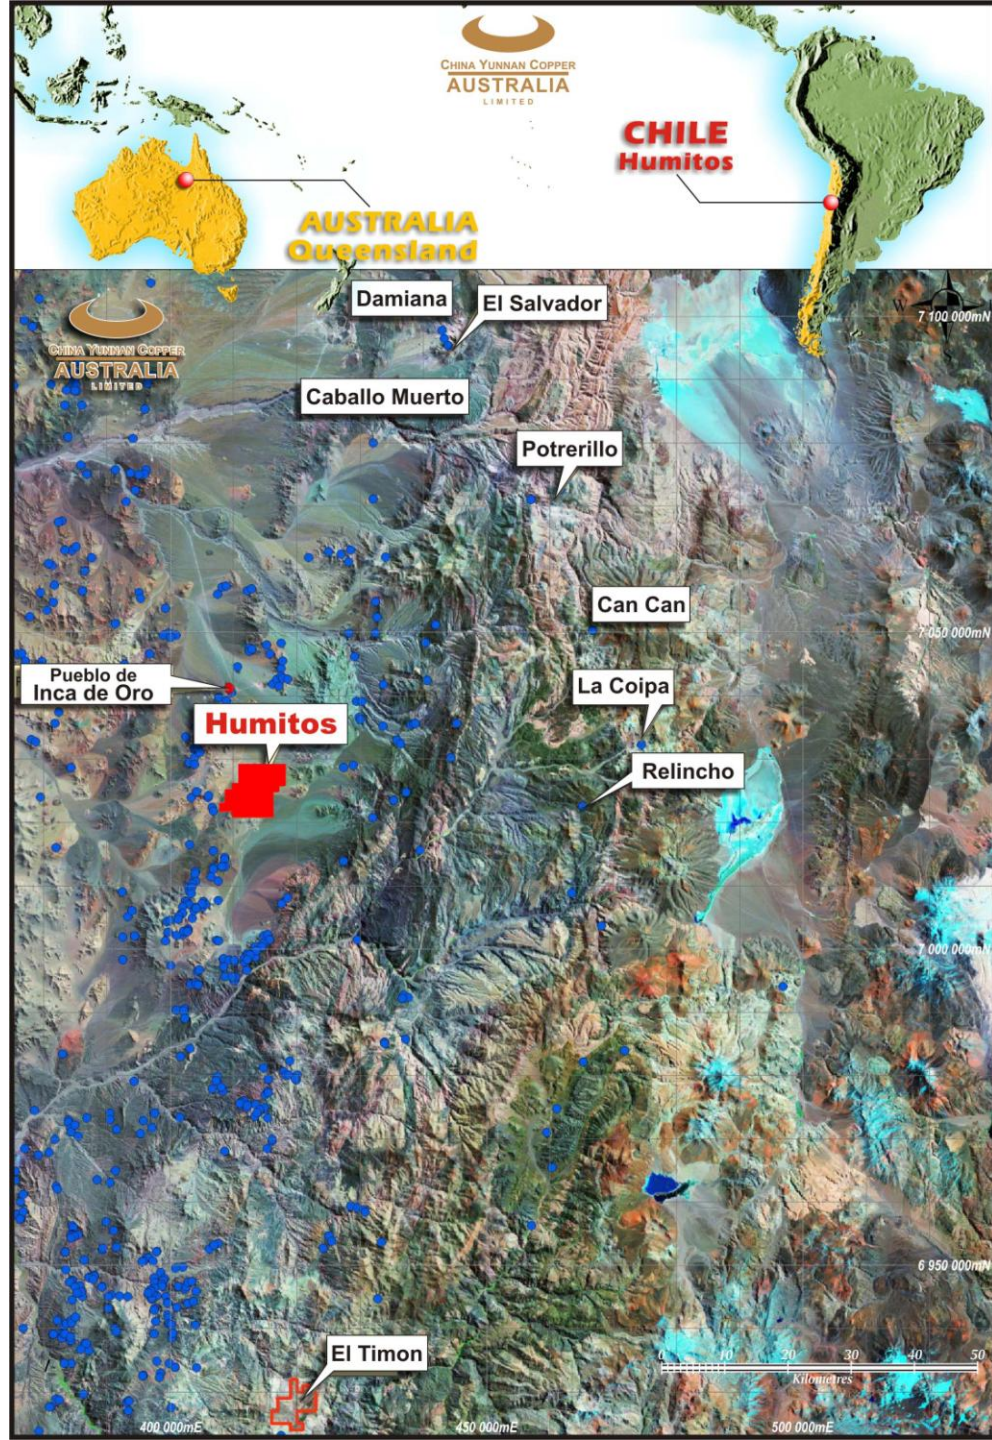 CHINA YUNNAN COPPER
AUSTRALIA
LIMITED
CHILE
Humitos
AUSTRALIA
Queensland
Damiana
El Salvador
W
7 100 000mN
CHINA YUNNAN COPPER
AUSTRALIA
LIMITED
Caballo Muerto
Potrerillo
Can Can
7 050 000mN
Pueblo de
Inca de Oro
La Coipa
Humitos
Relincho
7 000 000mN
6 950 000mN
El Timon
0 10 20 30 40 50
Kilometres
400 000mE
450 000mE
500 000mE